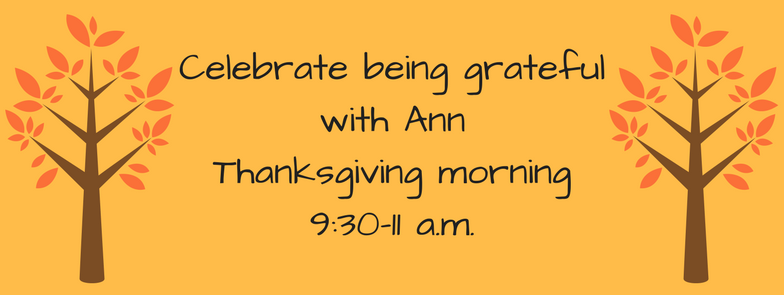 Celebrate being grateful
with Ann
Thanksgiving morning
9:30-11 a.m.